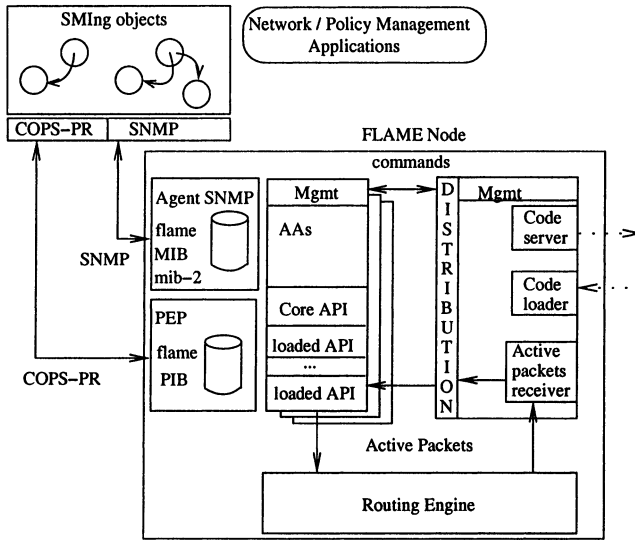 SMIng objects
Network / Policy Management
Applications
COPS-PR
SNMP
FLAME Node
commands
Agent SNMP
flame
MIB
mib-2
SNMP
PEP
flame
PIB
COPS-PR
Mgmt
AAs
Core API
loaded API
...
loaded API
DISTRIBUTION
Mgmt
Code
server
Code
loader
Active
packets
receiver
Active Packets
Routing Engine